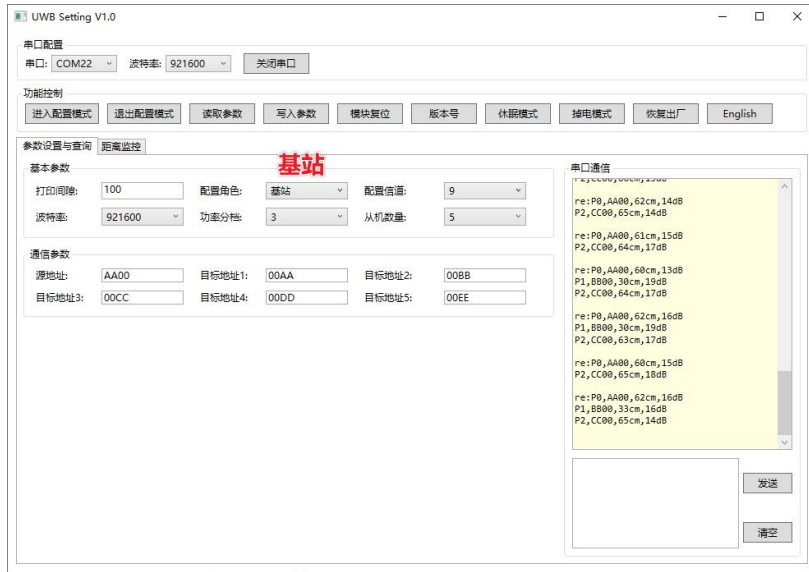 UWB Setting V1.0
串口配置
串口: COM22 波特率: 921600 关闭串口
功能控制
进入配置模式 退出配置模式 读取参数 写入参数 模块复位 版本号 休眠模式 掉电模式 恢复出厂 English
参数设置与查询 距离监控
基站
基本参数
打印间隙: 100 配置角色: 基站 配置信道: 9
波特率: 921600 功率分档: 3 从机数量: 5
通信参数
源地址: AA00 目标地址1: 00AA 目标地址2: 00BB
目标地址3: 00CC 目标地址4: 00DD 目标地址5: 00EE
串口通信
re:P0,AA00,62cm,14dB
P2,CC00,65cm,14dB
re:P0,AA00,61cm,15dB
P2,CC00,64cm,17dB
re:P0,AA00,60cm,13dB
P1,BB00,30cm,19dB
P2,CC00,64cm,17dB
re:P0,AA00,62cm,16dB
P1,BB00,30cm,19dB
P2,CC00,63cm,17dB
re:P0,AA00,60cm,15dB
P2,CC00,65cm,18dB
re:P0,AA00,62cm,16dB
P1,BB00,33cm,16dB
P2,CC00,65cm,14dB
发送
清空